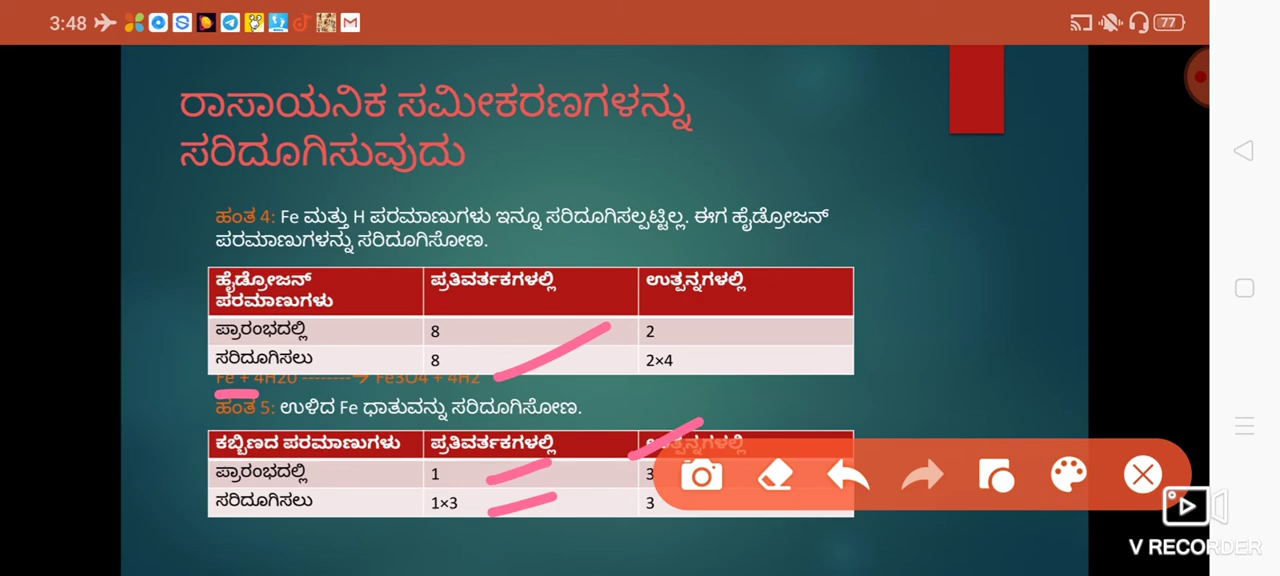 3:48
77
ರಾಸಾಯನಿಕ ಸಮೀಕರಣಗಳನ್ನು
ಸರಿದೂಗಿಸುವುದು
ಹಂತ 4: Fe ಮತ್ತು H ಪರಮಾಣುಗಳು ಇನ್ನೂ ಸರಿದೂಗಿಸಲ್ಪಟ್ಟಿಲ್ಲ. ಈಗ ಹೈಡ್ರೋಜನ್
ಪರಮಾಣುಗಳನ್ನು ಸರಿದೂಗಿಸೋಣ.
ಹೈಡ್ರೋಜನ್ ಪರಮಾಣುಗಳು ಪ್ರತಿವರ್ತಕಗಳಲ್ಲಿ ಉತ್ಪನ್ನಗಳಲ್ಲಿ
ಪ್ರಾರಂಭದಲ್ಲಿ 8 2
ಸರಿದೂಗಿಸಲು 8 2×4
Fe + 4H2O --------→ Fe3O4 + 4H2
ಹಂತ 5: ಉಳಿದ Fe ಧಾತುವನ್ನು ಸರಿದೂಗಿಸೋಣ.
ಕಬ್ಬಿಣದ ಪರಮಾಣುಗಳು ಪ್ರತಿವರ್ತಕಗಳಲ್ಲಿ ಉತ್ಪನ್ನಗಳಲ್ಲಿ
ಪ್ರಾರಂಭದಲ್ಲಿ 1 3
ಸರಿದೂಗಿಸಲು 1×3 3
V RECORDER